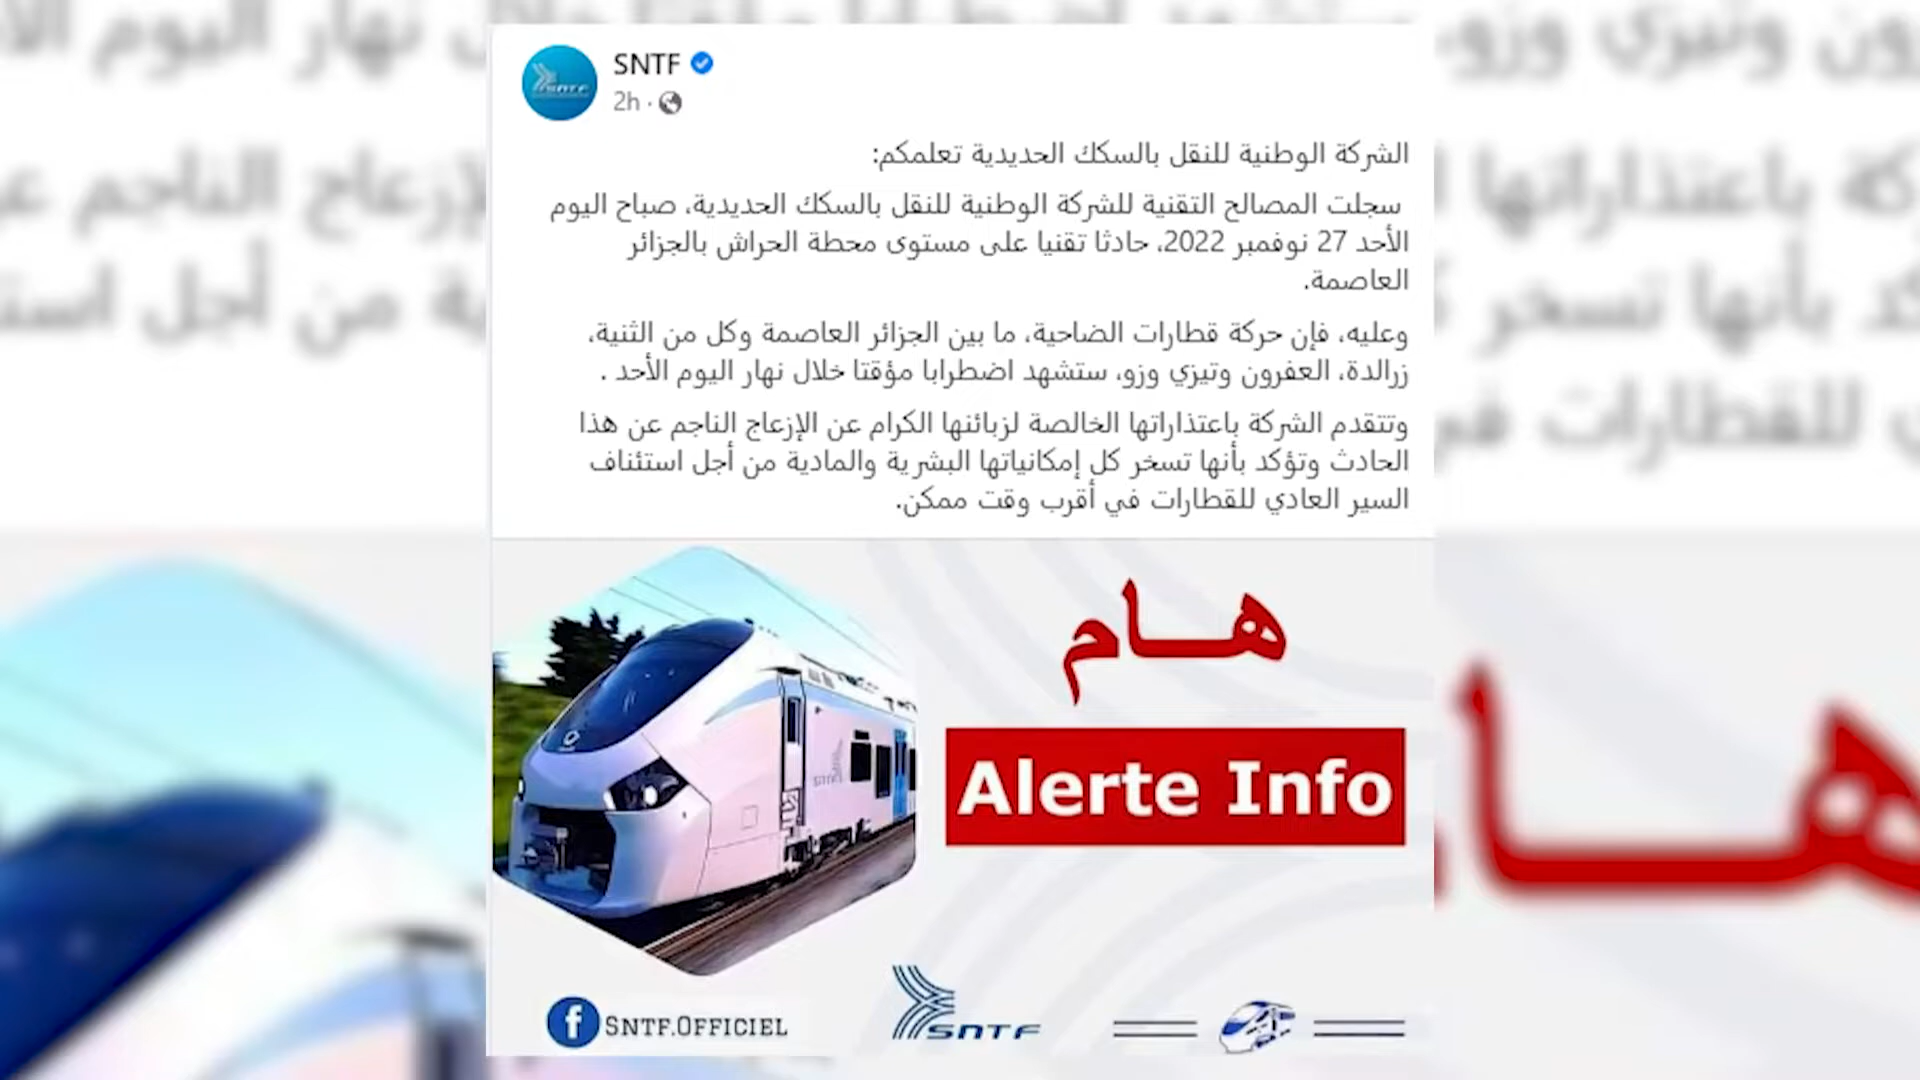 SNTF
2h ·
الشركة الوطنية للنقل بالسكك الحديدية تعلمكم:
سجلت المصالح التقنية للشركة الوطنية للنقل بالسكك الحديدية، صباح اليوم
الأحد 27 نوفمبر 2022، حادثا تقنيا على مستوى محطة الحراش بالجزائر
العاصمة.
وعليه، فإن حركة قطارات الضاحية، ما بين الجزائر العاصمة وكل من الثنية،
زرالدة، العفرون وتيزي وزو، ستشهد اضطرابا مؤقتا خلال نهار اليوم الأحد .
وتتقدم الشركة باعتذاراتها الخالصة لزبائنها الكرام عن الإزعاج الناجم عن هذا
الحادث وتؤكد بأنها تسخر كل إمكانياتها البشرية والمادية من أجل استئناف
السير العادي للقطارات في أقرب وقت ممكن.
هــام
Alerte Info
SNTF.OFFICIEL
SNTF